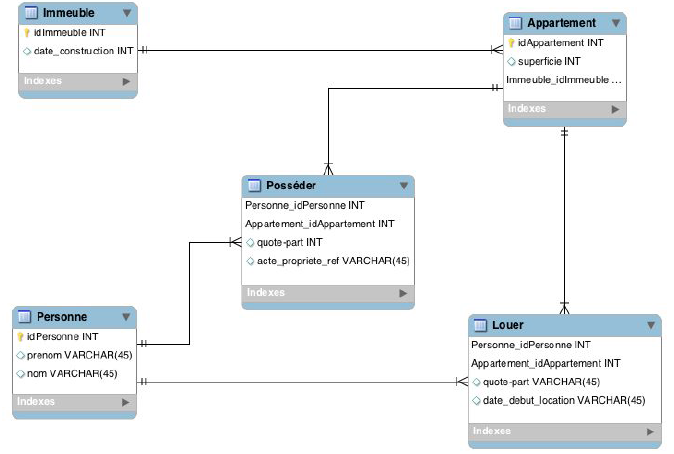 Immeuble
idImmeuble INT
date_construction INT
Indexes
Appartement
idAppartement INT
superficie INT
Immeuble_idImmeuble ...
Indexes
Posséder
Personne_idPersonne INT
Appartement_idAppartement INT
quote-part INT
acte_propriete_ref VARCHAR(45)
Indexes
Personne
idPersonne INT
prenom VARCHAR(45)
nom VARCHAR(45)
Indexes
Louer
Personne_idPersonne INT
Appartement_idAppartement INT
quote-part VARCHAR(45)
date_debut_location VARCHAR(45)
Indexes